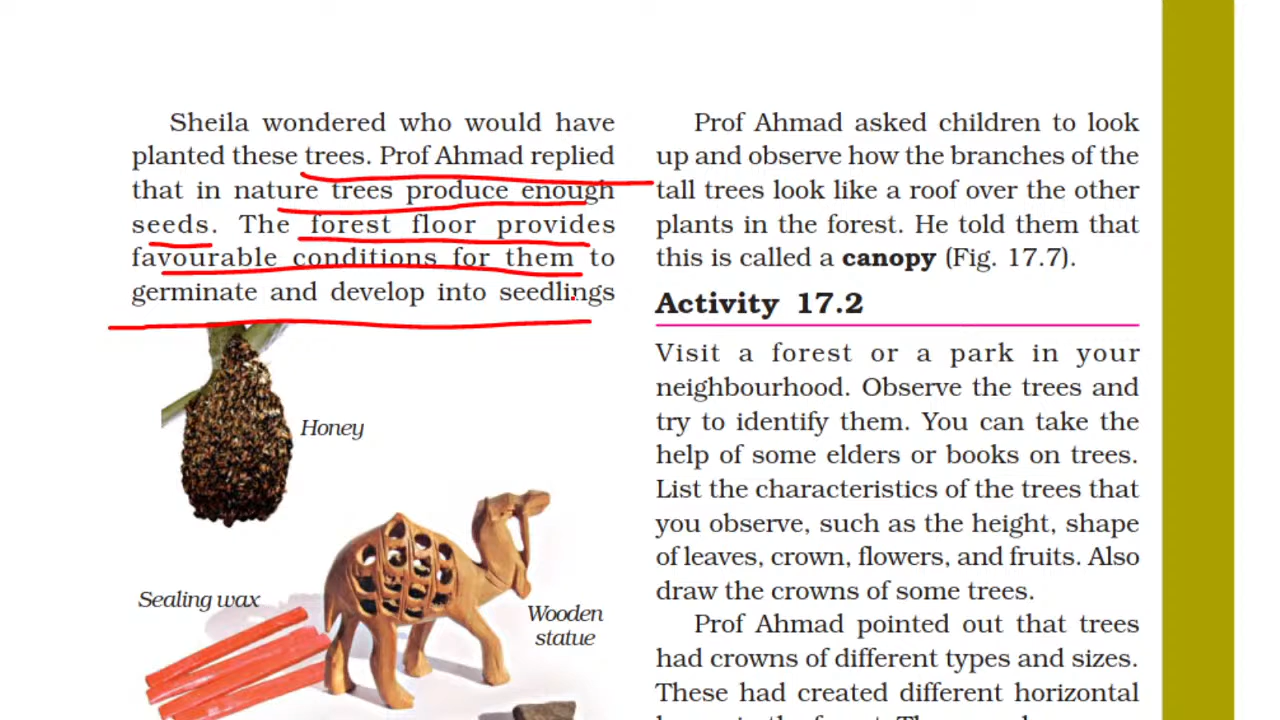 Sheila wondered who would have
planted these trees. Prof Ahmad replied
that in nature trees produce enough
seeds. The forest floor provides
favourable conditions for them to
germinate and develop into seedlings
Honey
Sealing wax
Wooden
statue
Prof Ahmad asked children to look
up and observe how the branches of the
tall trees look like a roof over the other
plants in the forest. He told them that
this is called a canopy (Fig. 17.7).
Activity 17.2
Visit a forest or a park in your
neighbourhood. Observe the trees and
try to identify them. You can take the
help of some elders or books on trees.
List the characteristics of the trees that
you observe, such as the height, shape
of leaves, crown, flowers, and fruits. Also
draw the crowns of some trees.
Prof Ahmad pointed out that trees
had crowns of different types and sizes.
These had created different horizontal